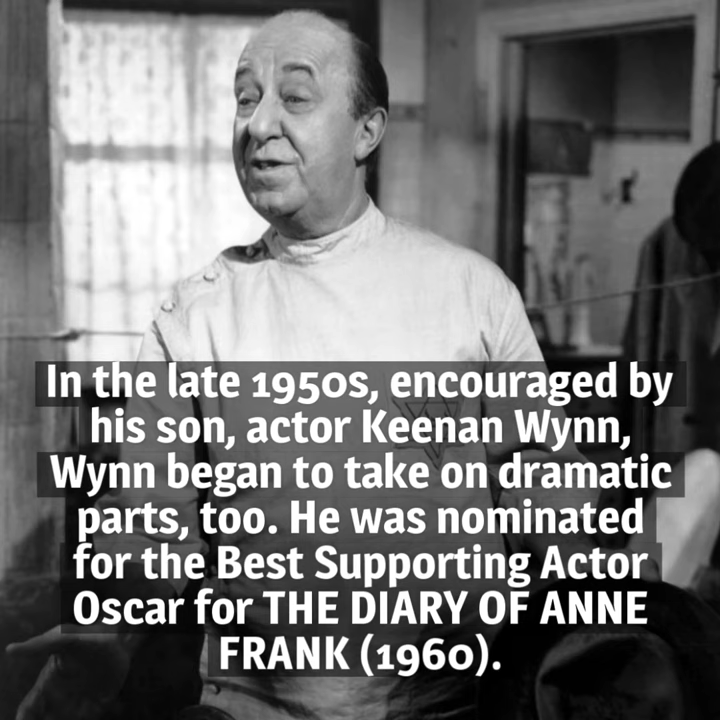 In the late 1950s, encouraged by
his son, actor Keenan Wynn,
Wynn began to take on dramatic
parts, too. He was nominated
for the Best Supporting Actor
Oscar for THE DIARY OF ANNE
FRANK (1960).